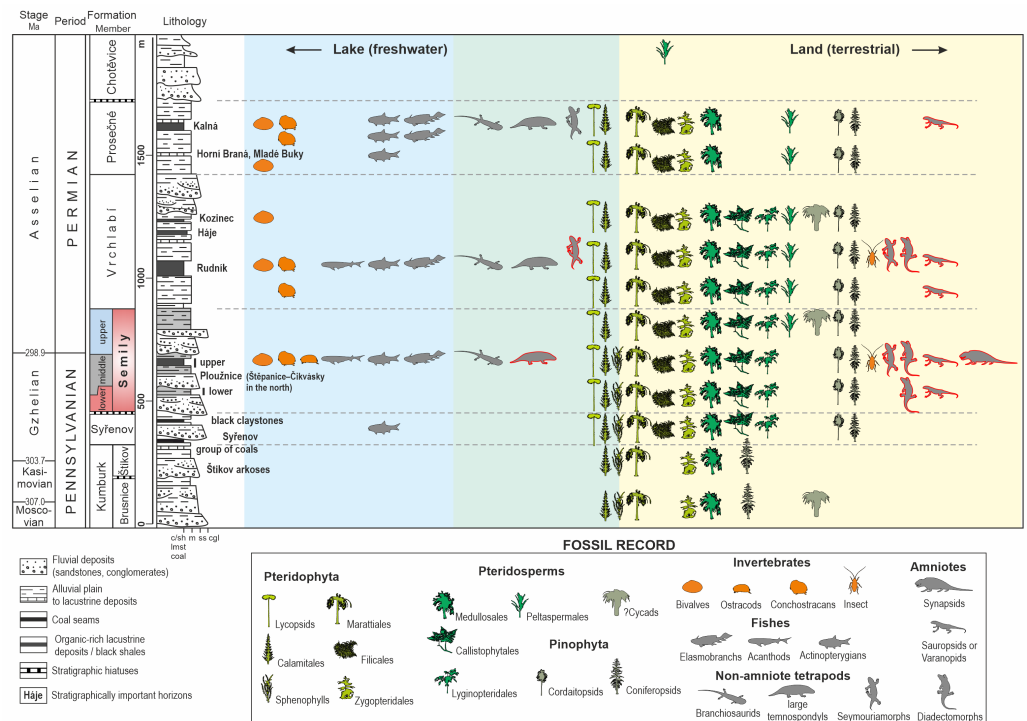 Stage
Ma
Period
Formation
Member
Lithology
Asselian
Gzhelian
Kasi-
movian
Mosco-
vian
298.9
303.7
307.0
PERMIAN
PENNSYLVANIAN
Chotěvice
Prosečné
Vrchlabí
upper
middle
lower
Semily
Syřenov
Kumburk
Štikov
Brusnice
m
1500
1000
500
0
c/sh m ss cgl
lmst
coal
Kalná
Horní Braná, Mladé Buky
Kozinec
Háje
Rudník
upper
Ploužnice (Štěpanice–Čikvásky
in the north)
lower
black claystones
Syřenov
group of coals
Štikov arkoses
Lake (freshwater)
Land (terrestrial)
Fluvial deposits
(sandstones, conglomerates)
Alluvial plain
to lacustrine deposits
Coal seams
Organic-rich lacustrine
deposits / black shales
Stratigraphic hiatuses
Háje Stratigraphically important horizons
FOSSIL RECORD
Pteridophyta
Lycopsids
Marattiales
Calamitales
Filicales
Sphenophylls
Zygopteridales
Pteridosperms
Medullosales
Peltaspermales
?Cycads
Callistophytales
Lyginopteridales
Pinophyta
Cordaitopsids
Coniferopsids
Invertebrates
Bivalves
Ostracods
Conchostracans
Insect
Fishes
Elasmobranchs
Acanthods
Actinopterygians
Non-amniote tetrapods
Branchiosaurids
large
temnospondyls
Seymouriamorphs
Diadectomorphs
Amniotes
Synapsids
Sauropsids or
Varanopids